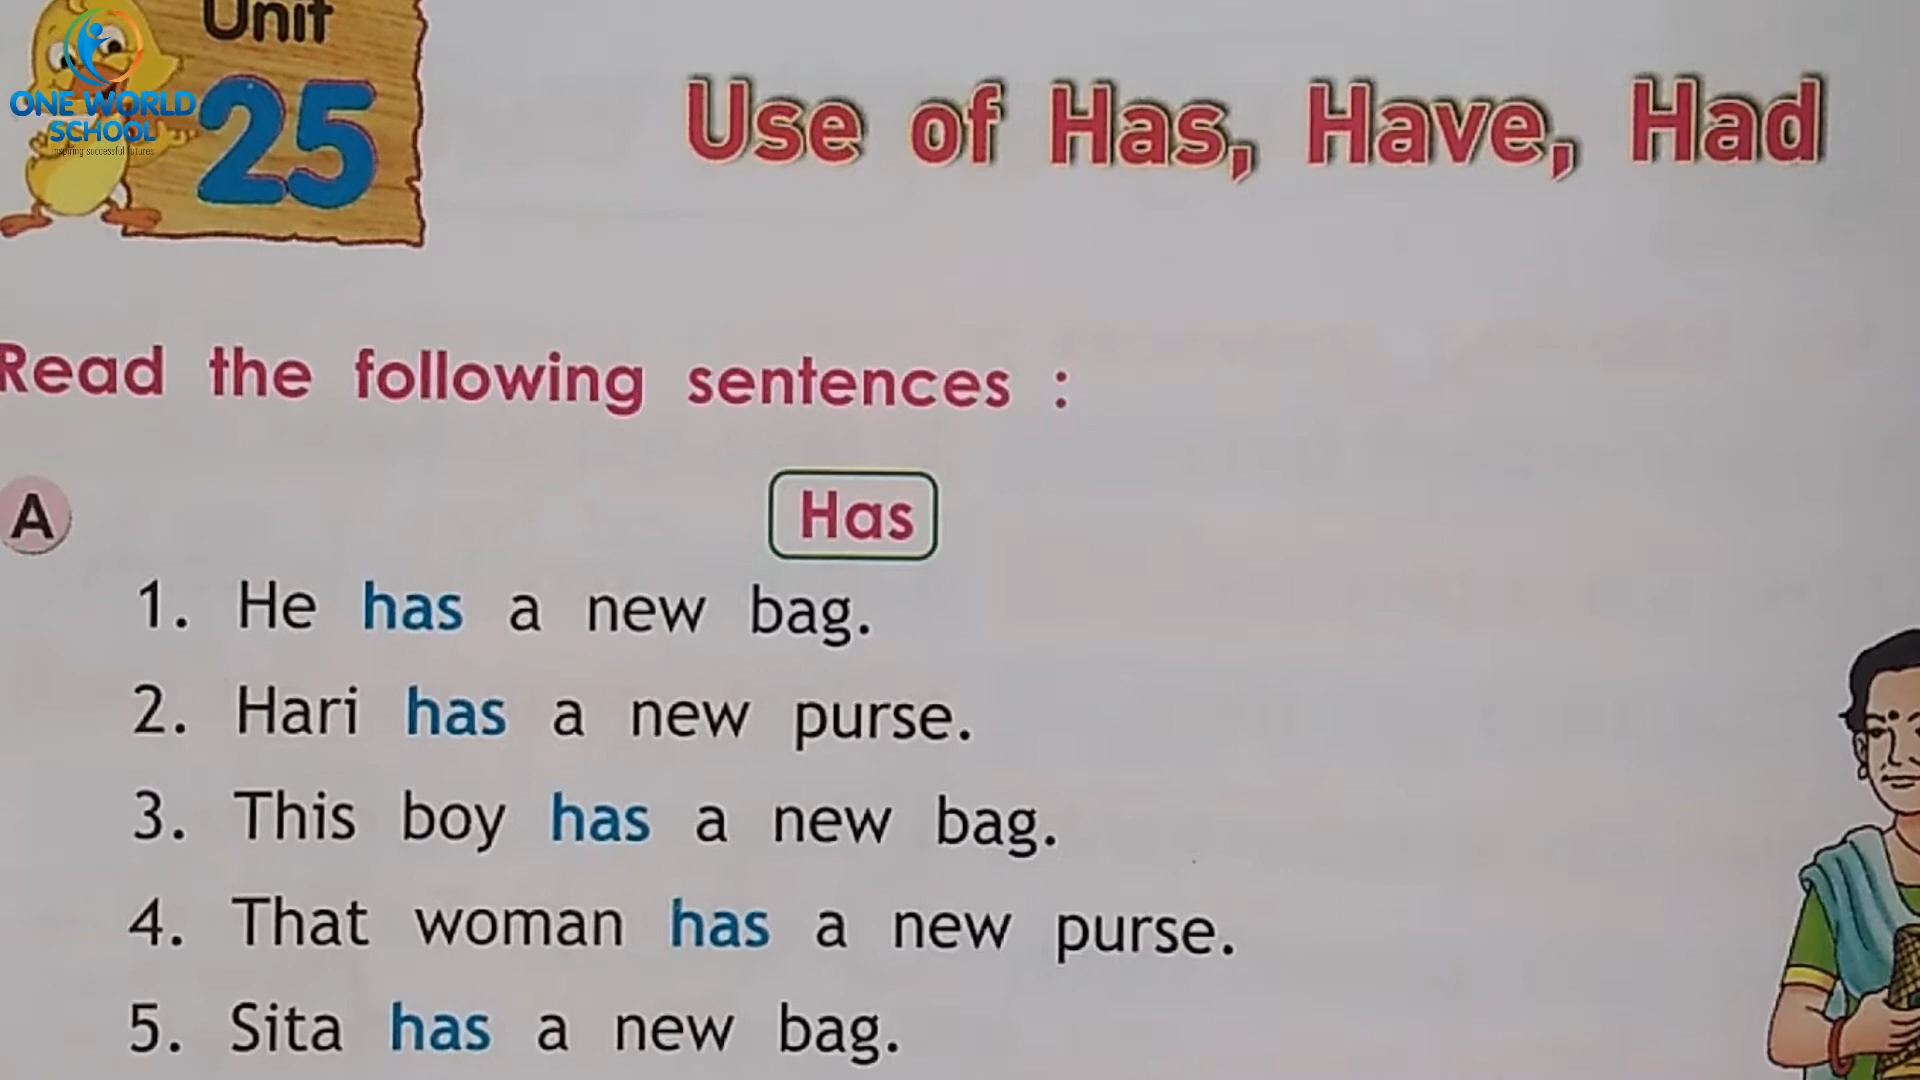 Unit
25
ONE WORLD
SCHOOL
Use of Has, Have, Had
Read the following sentences :
A
Has
1. He has a new bag.
2. Hari has a new purse.
3. This boy has a new bag.
4. That woman has a new purse.
5. Sita has a new bag.